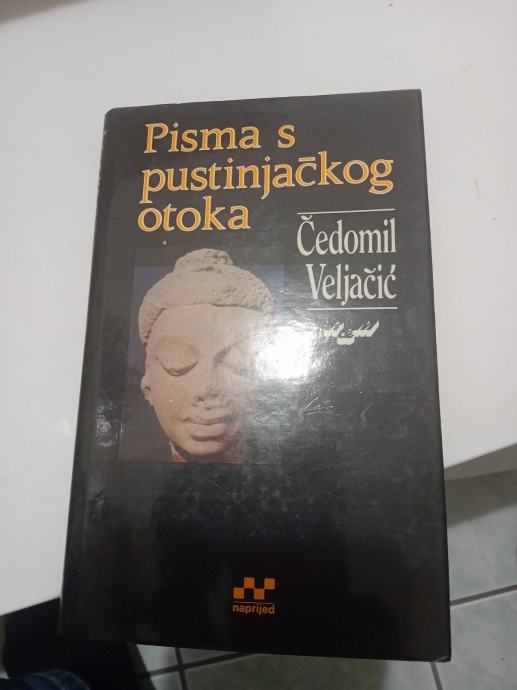 Pisma s
pustinjačkog
otoka
Čedomil
Veljačić
naprijed